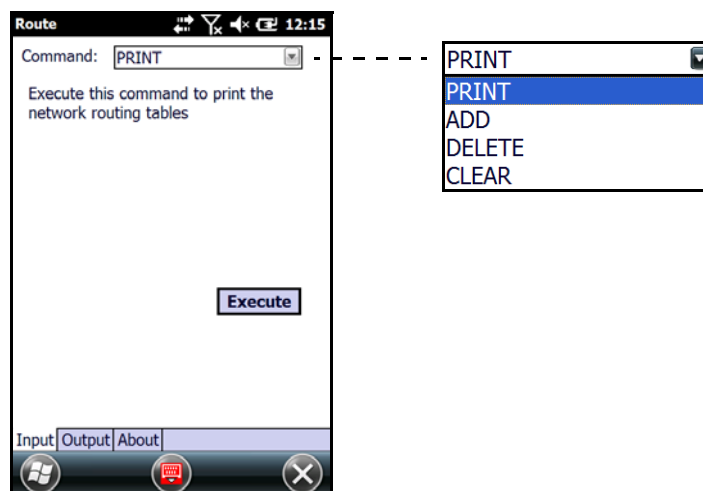 Route 12:15
Command: PRINT
Execute this command to print the
network routing tables
Execute
Input Output About
PRINT
PRINT
ADD
DELETE
CLEAR